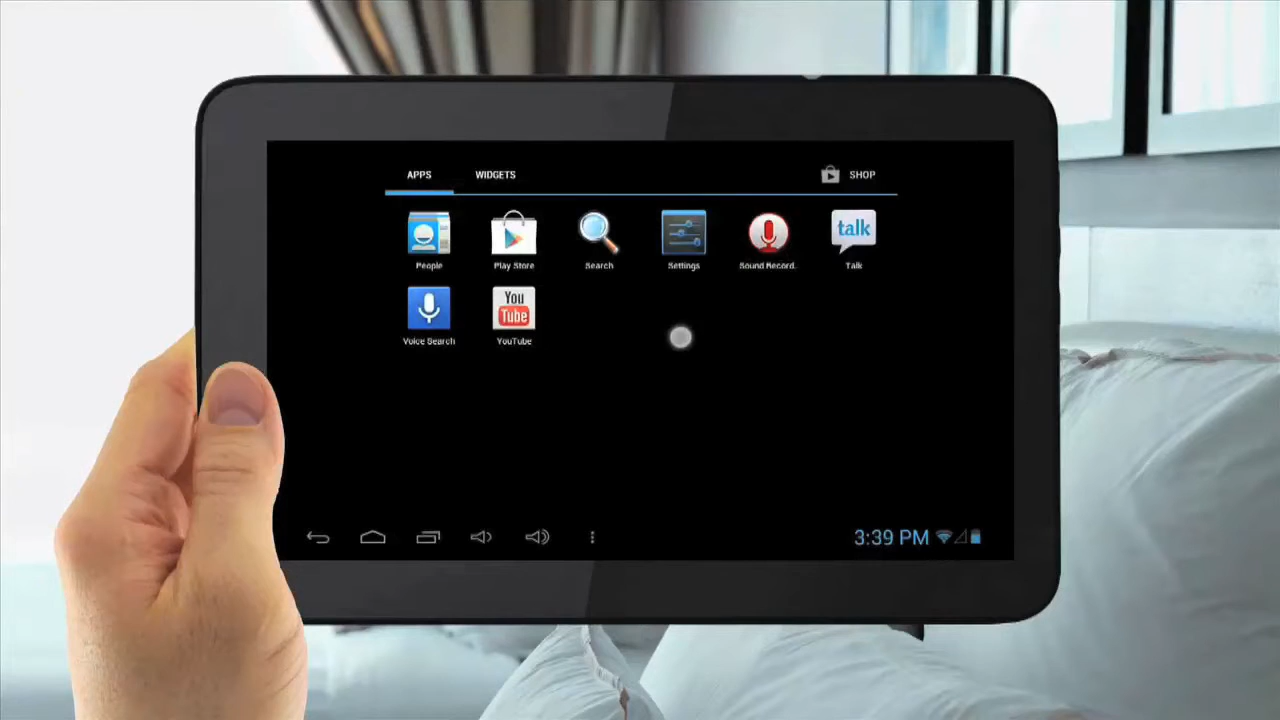 APPS WIDGETS SHOP
talk
People Play Store Search Settings Sound Record. Talk
You
Tube
Voice Search YouTube
3:39 PM